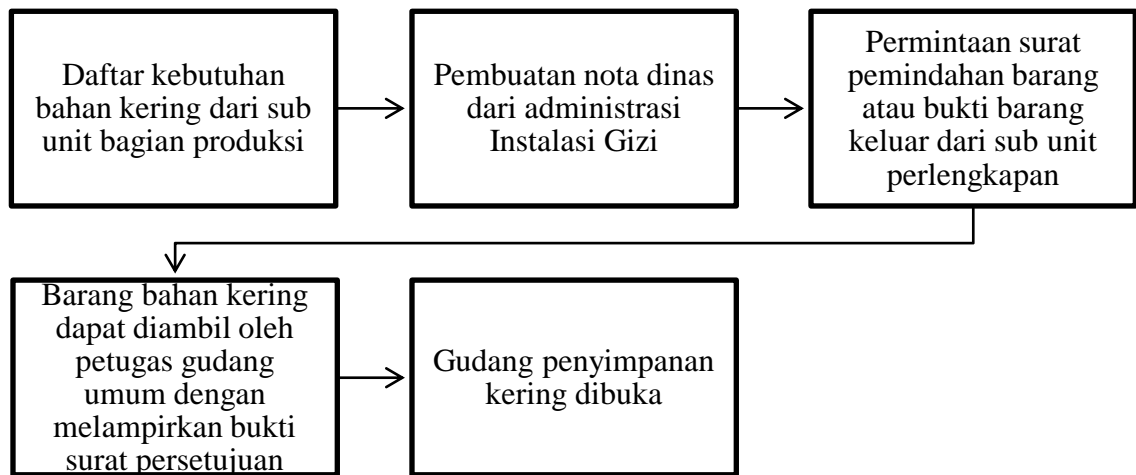 Daftar kebutuhan
bahan kering dari sub
unit bagian produksi
Pembuatan nota dinas
dari administrasi
Instalasi Gizi
Permintaan surat
pemindahan barang
atau bukti barang
keluar dari sub unit
perlengkapan
Barang bahan kering
dapat diambil oleh
petugas gudang
umum dengan
melampirkan bukti
surat persetujuan
Gudang penyimpanan
kering dibuka